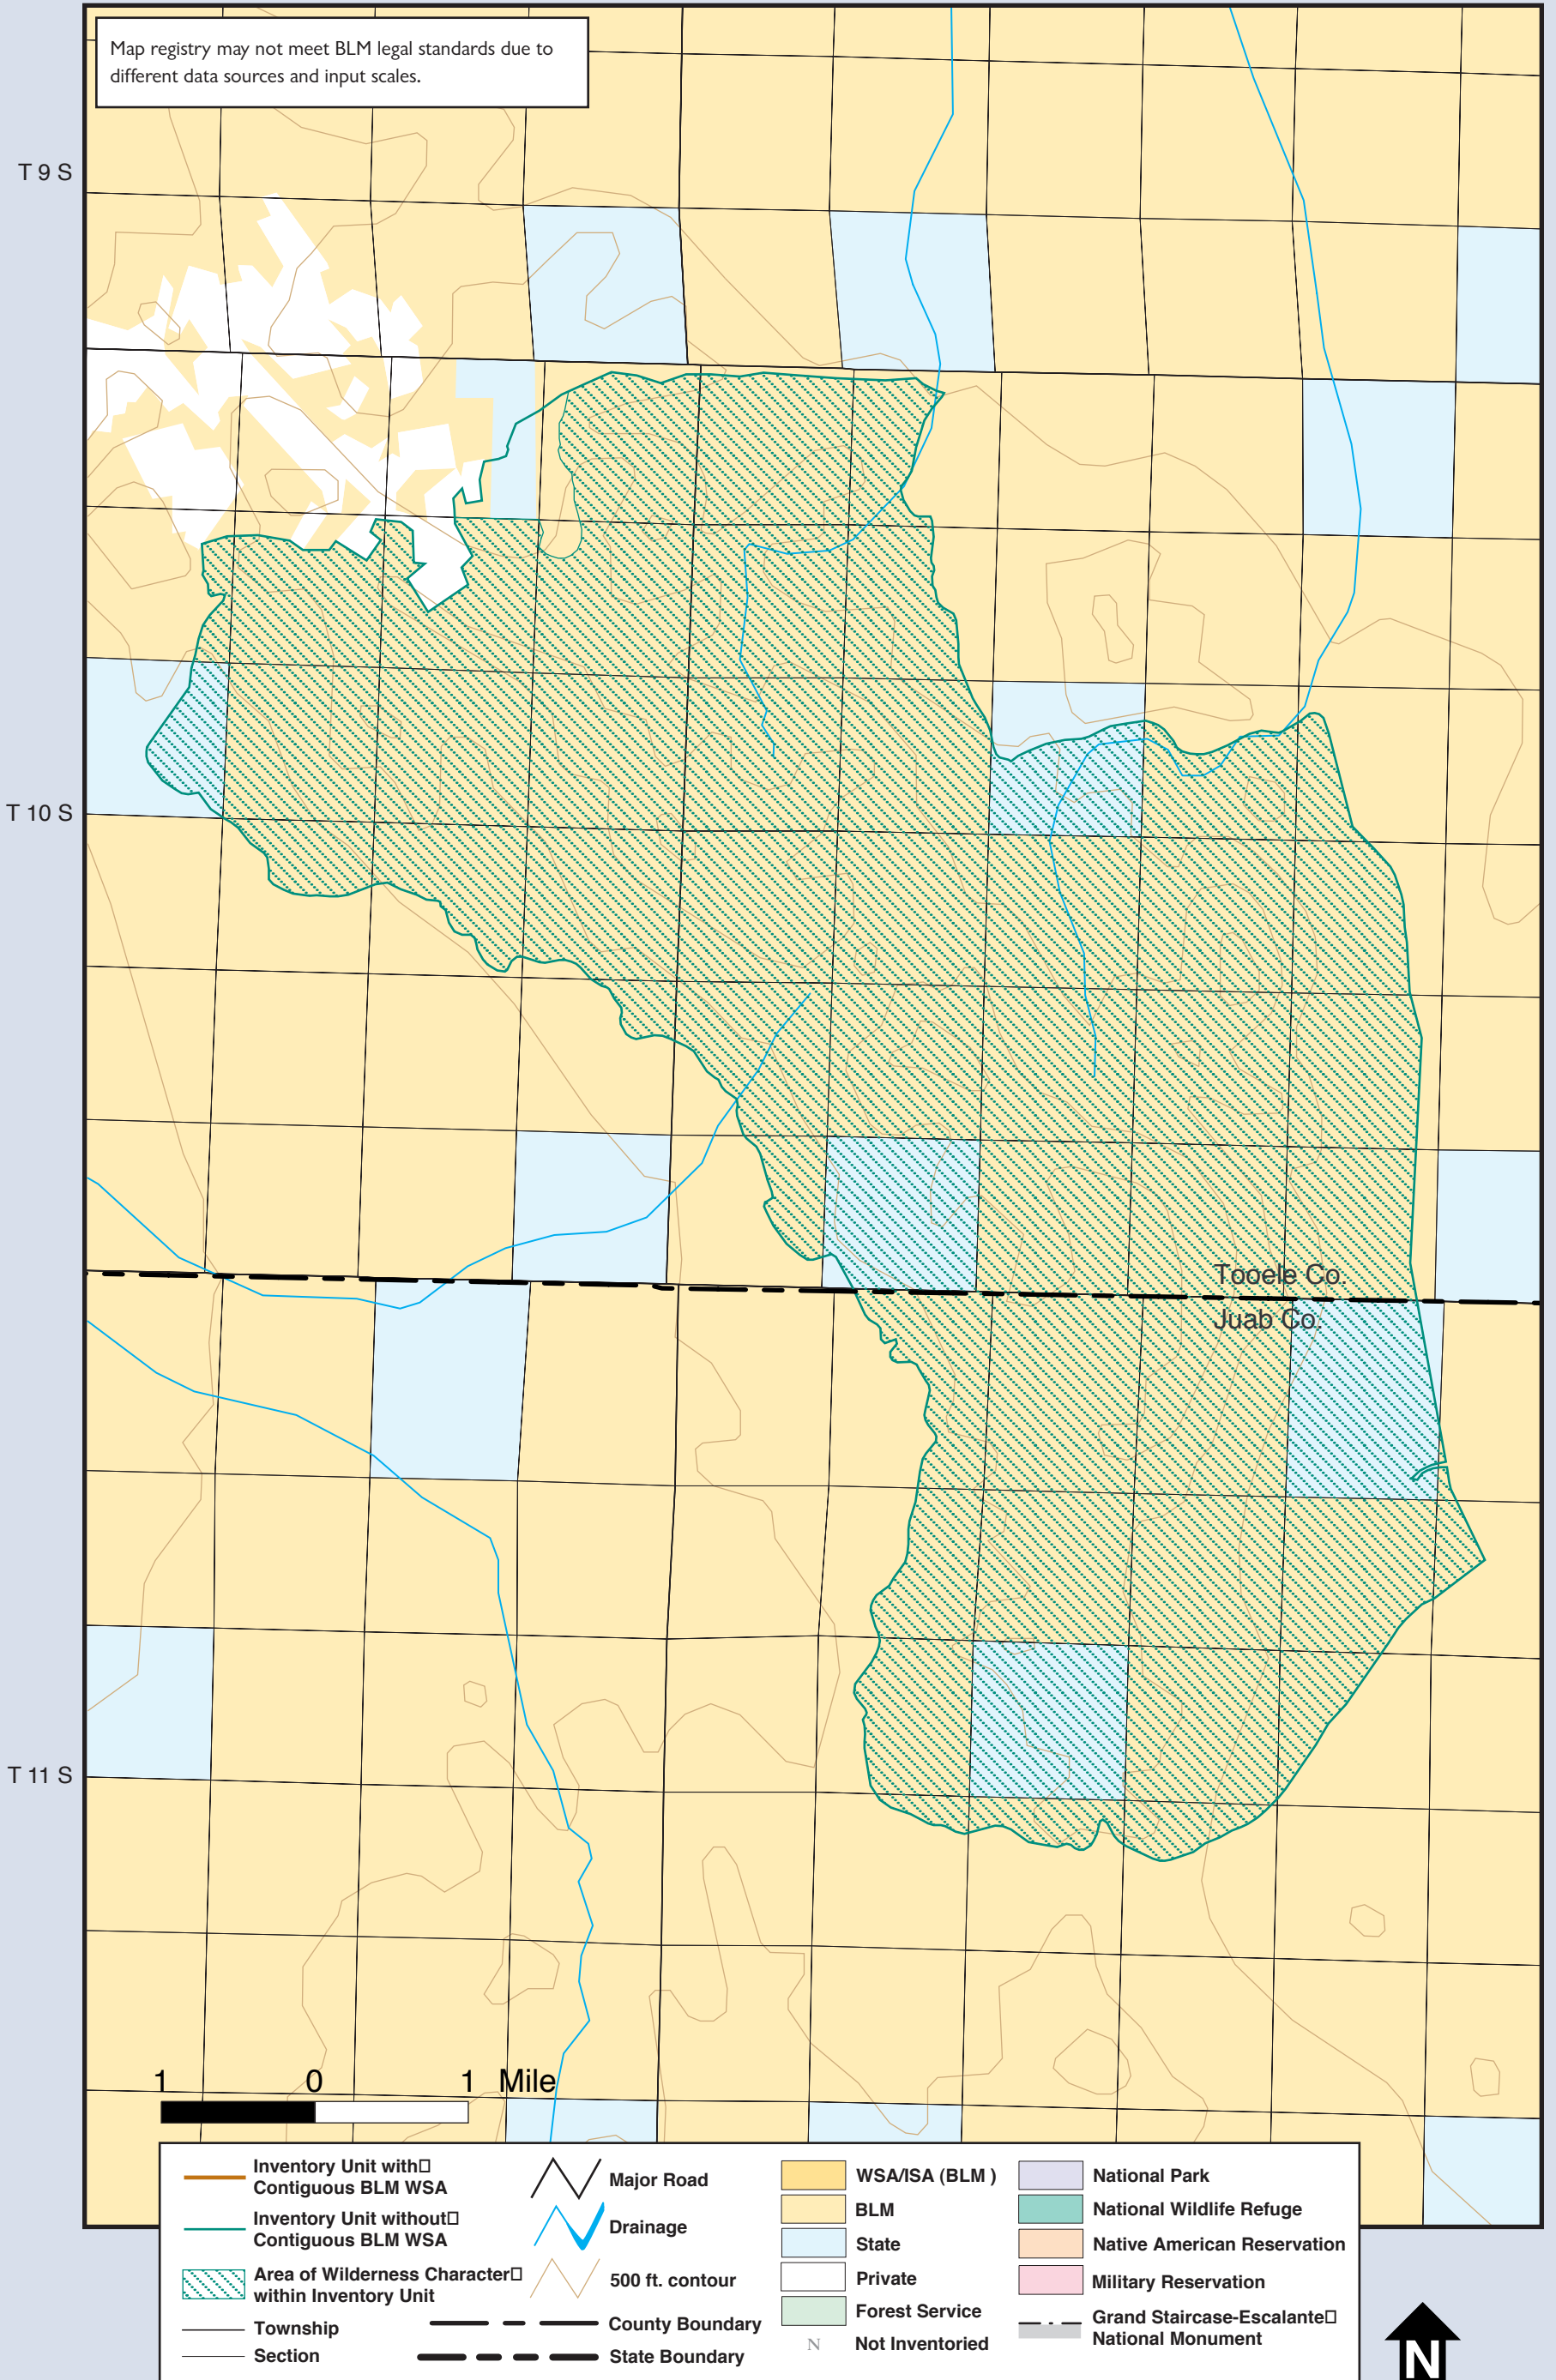 Map registry may not meet BLM legal standards due to
different data sources and input scales.
T 9 S
T 10 S
Tooele Co.
Juab Co.
T 11 S
1 0 1 Mile
Inventory Unit with□
Contiguous BLM WSA
Inventory Unit without□
Contiguous BLM WSA
Area of Wilderness Character□
within Inventory Unit
Township
Section
Major Road
Drainage
500 ft. contour
County Boundary
State Boundary
WSA/ISA (BLM )
BLM
State
Private
Forest Service
N Not Inventoried
National Park
National Wildlife Refuge
Native American Reservation
Military Reservation
Grand Staircase-Escalante□
National Monument
N